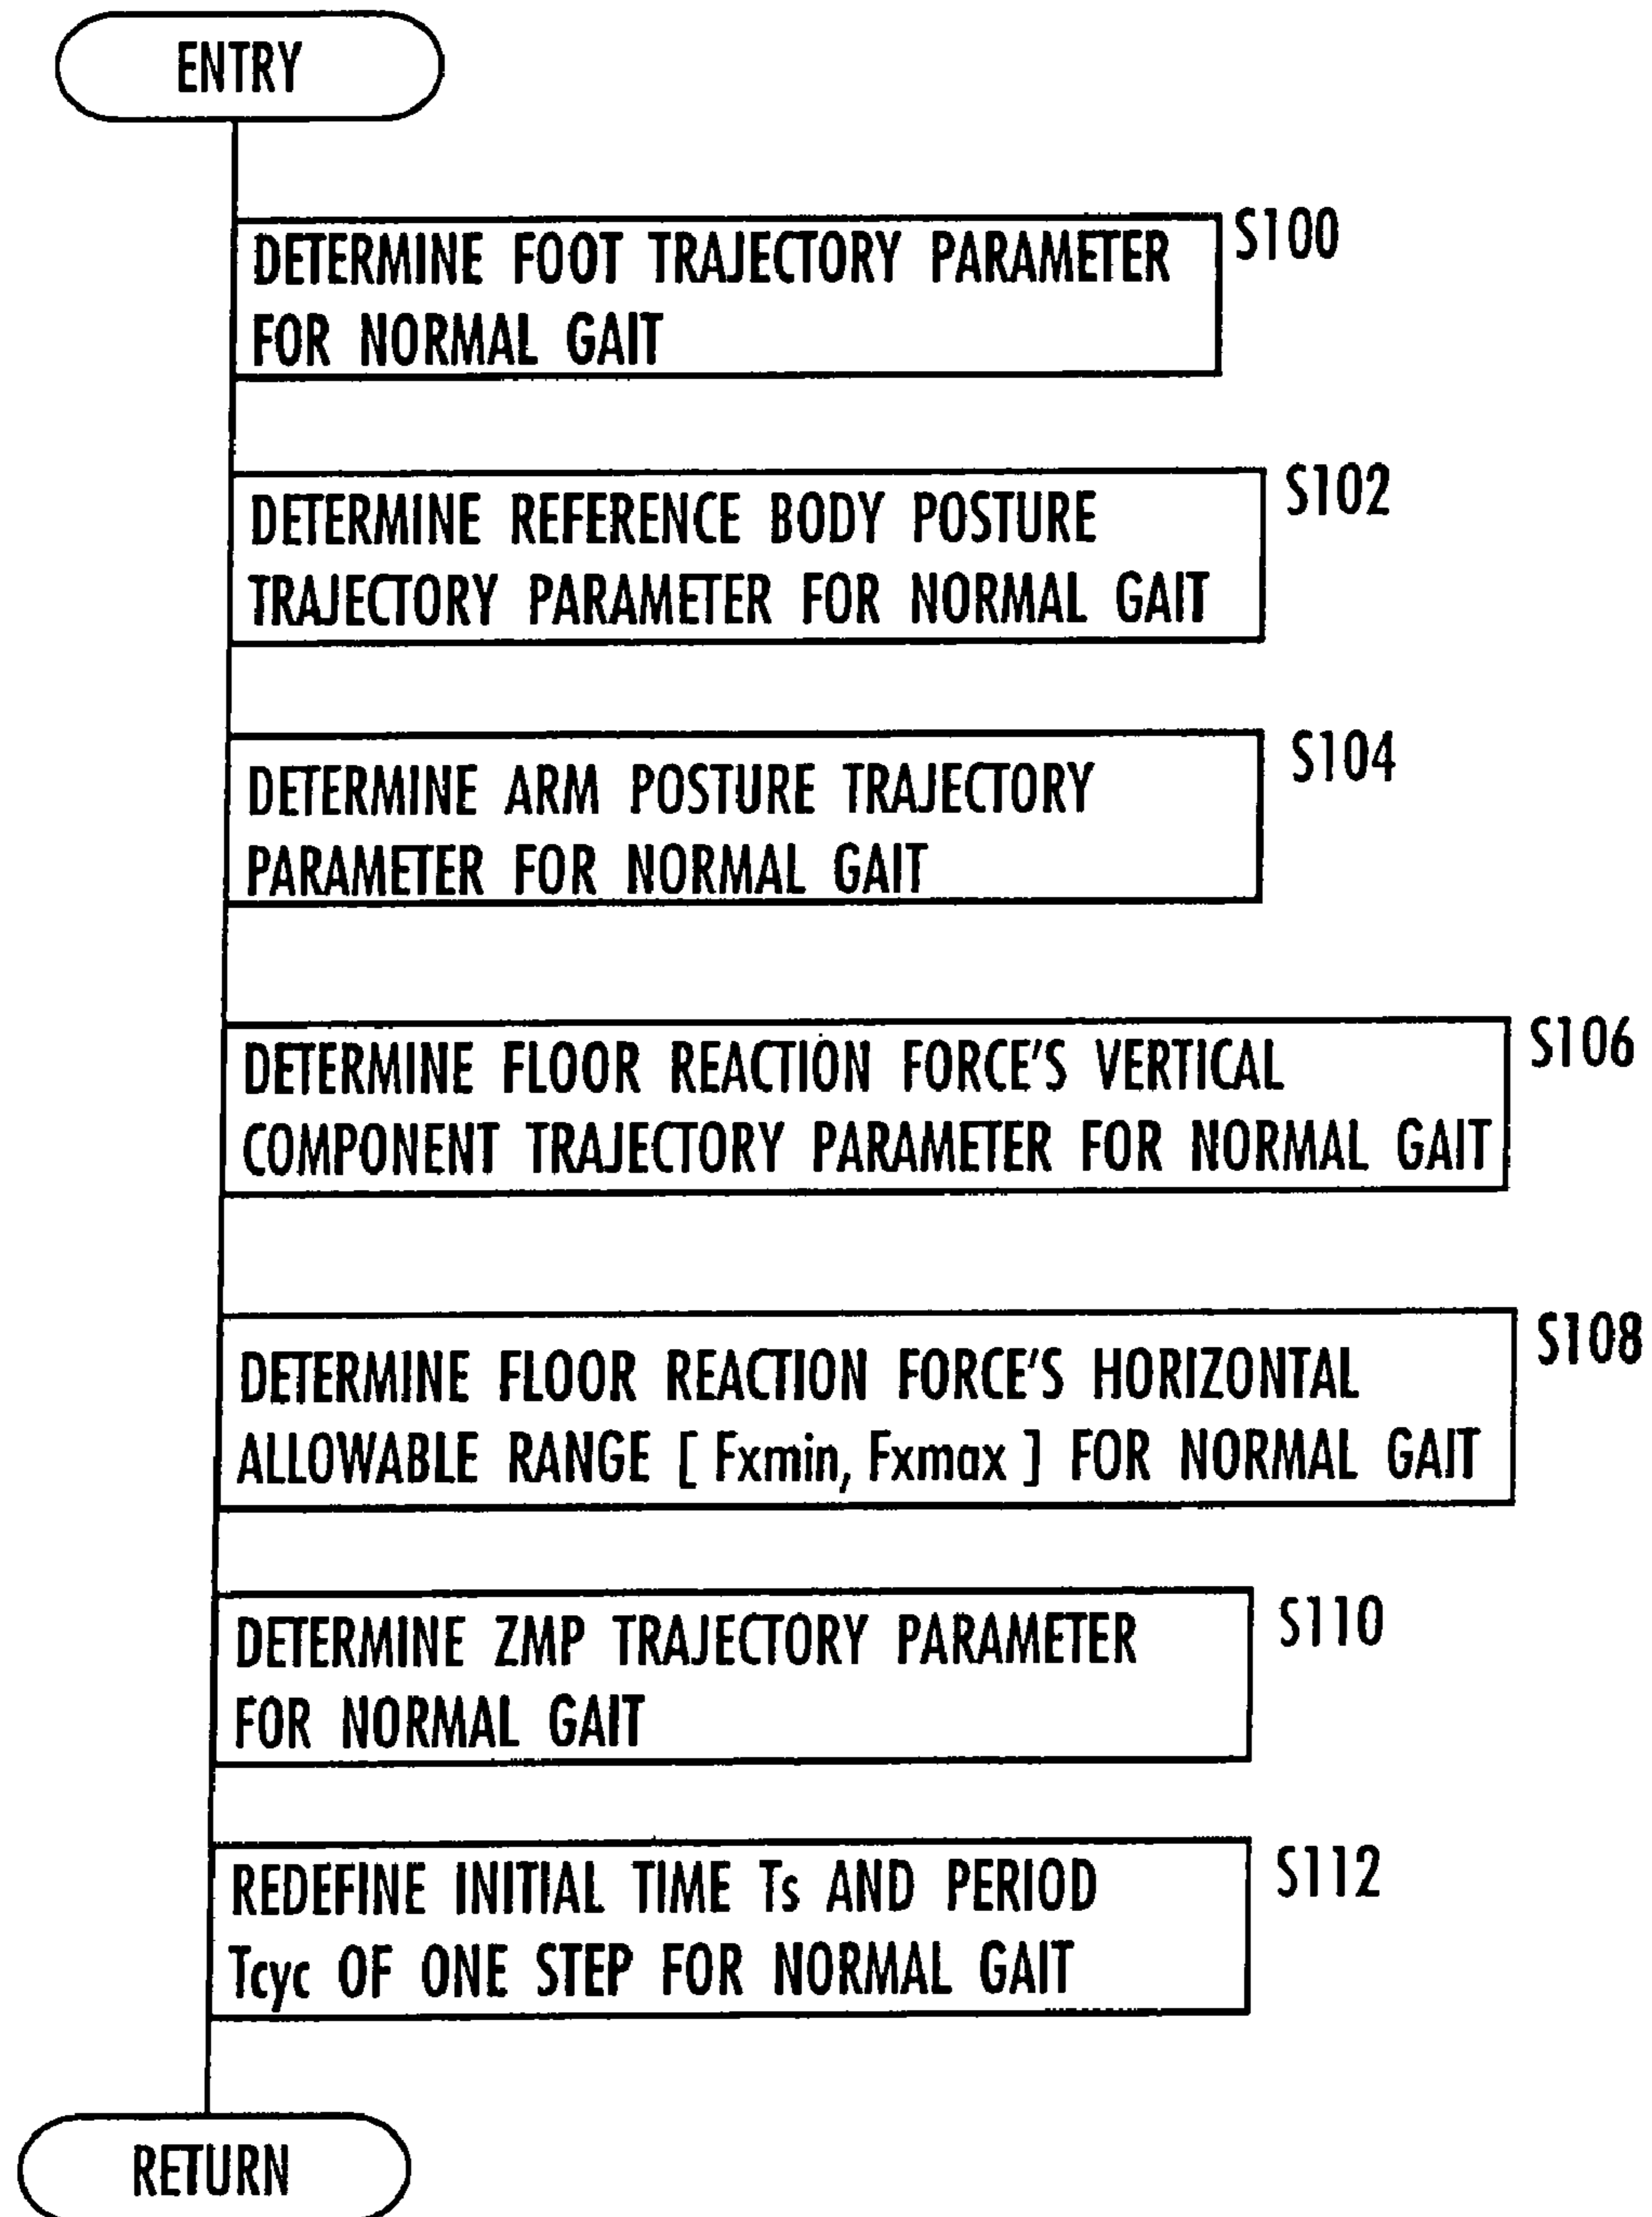 ENTRY
S100
DETERMINE FOOT TRAJECTORY PARAMETER
FOR NORMAL GAIT
S102
DETERMINE REFERENCE BODY POSTURE
TRAJECTORY PARAMETER FOR NORMAL GAIT
S104
DETERMINE ARM POSTURE TRAJECTORY
PARAMETER FOR NORMAL GAIT
S106
DETERMINE FLOOR REACTION FORCE'S VERTICAL
COMPONENT TRAJECTORY PARAMETER FOR NORMAL GAIT
S108
DETERMINE FLOOR REACTION FORCE'S HORIZONTAL
ALLOWABLE RANGE [ Fxmin, Fxmax ] FOR NORMAL GAIT
S110
DETERMINE ZMP TRAJECTORY PARAMETER
FOR NORMAL GAIT
S112
REDEFINE INITIAL TIME Ts AND PERIOD
Tcyc OF ONE STEP FOR NORMAL GAIT
RETURN